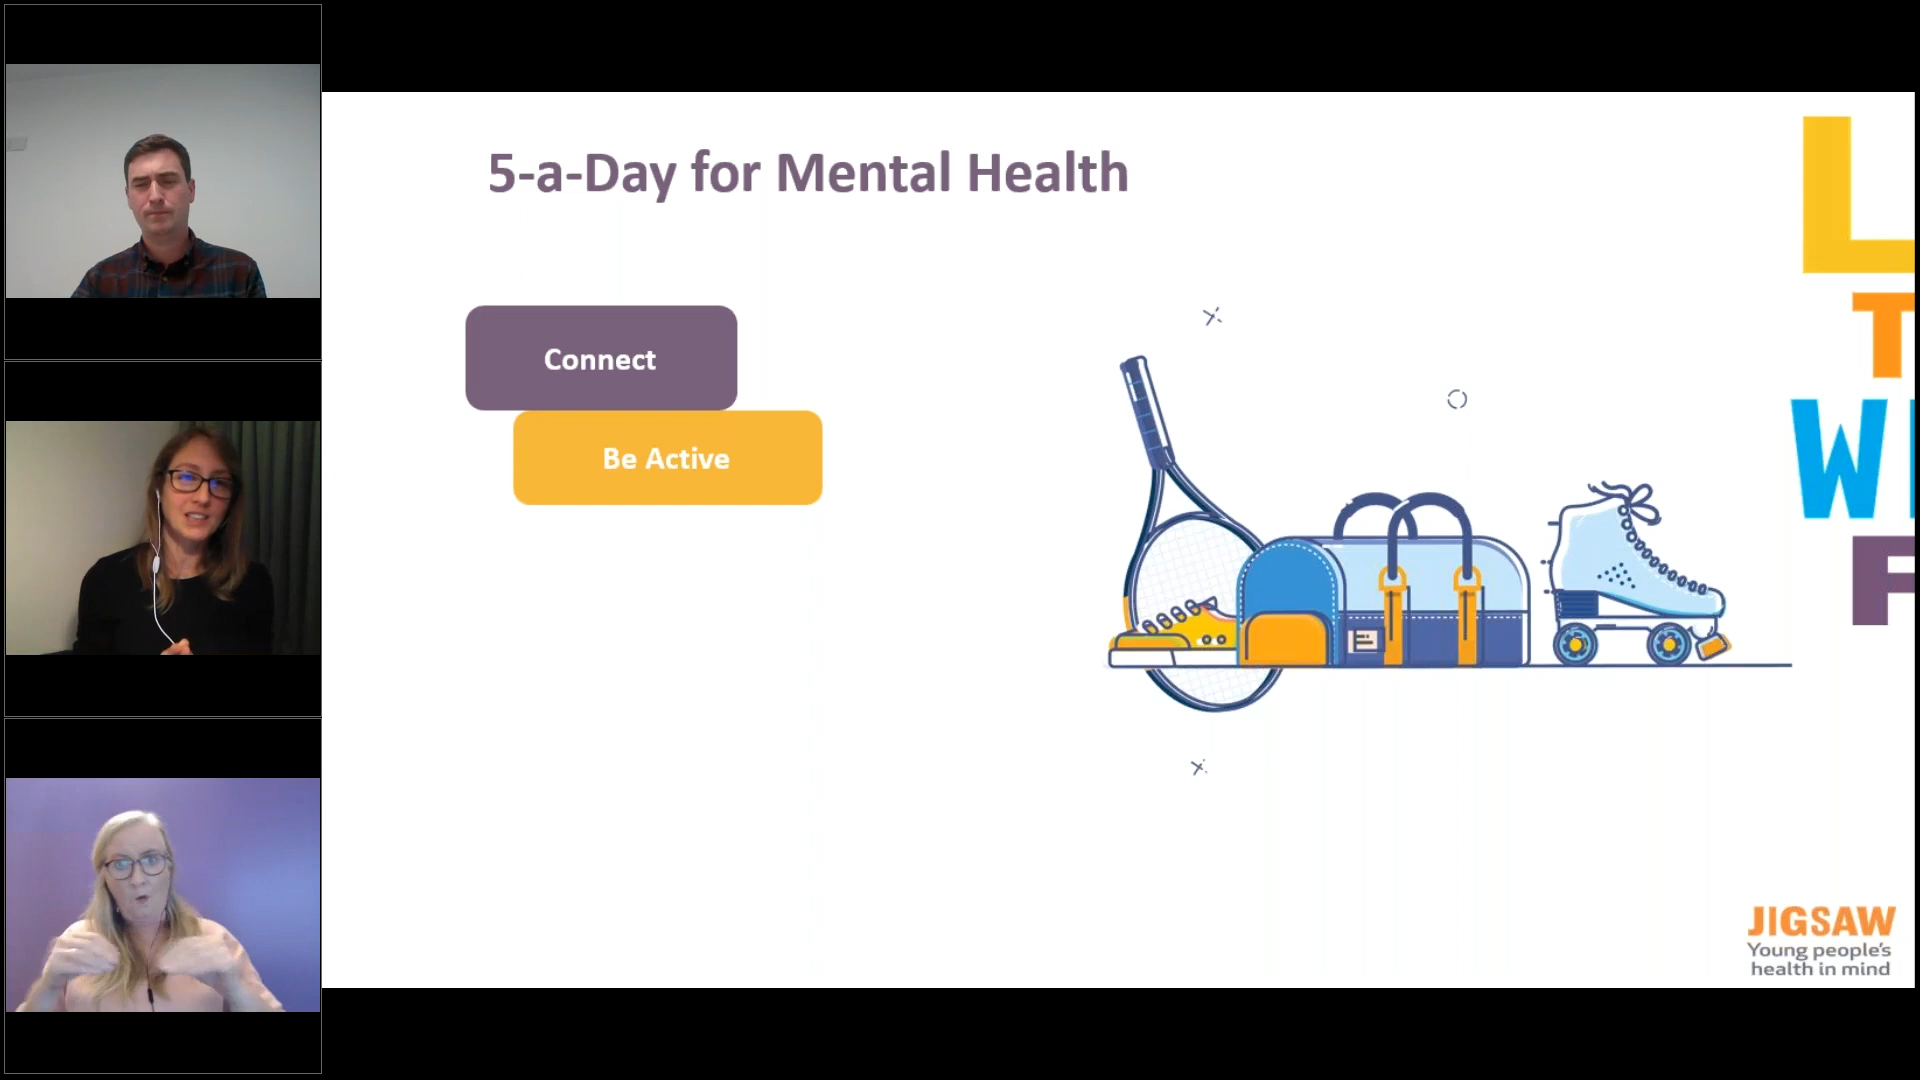 5-a-Day for Mental Health
Connect
Be Active
L
T
W
F
JIGSAW
Young people's
health in mind